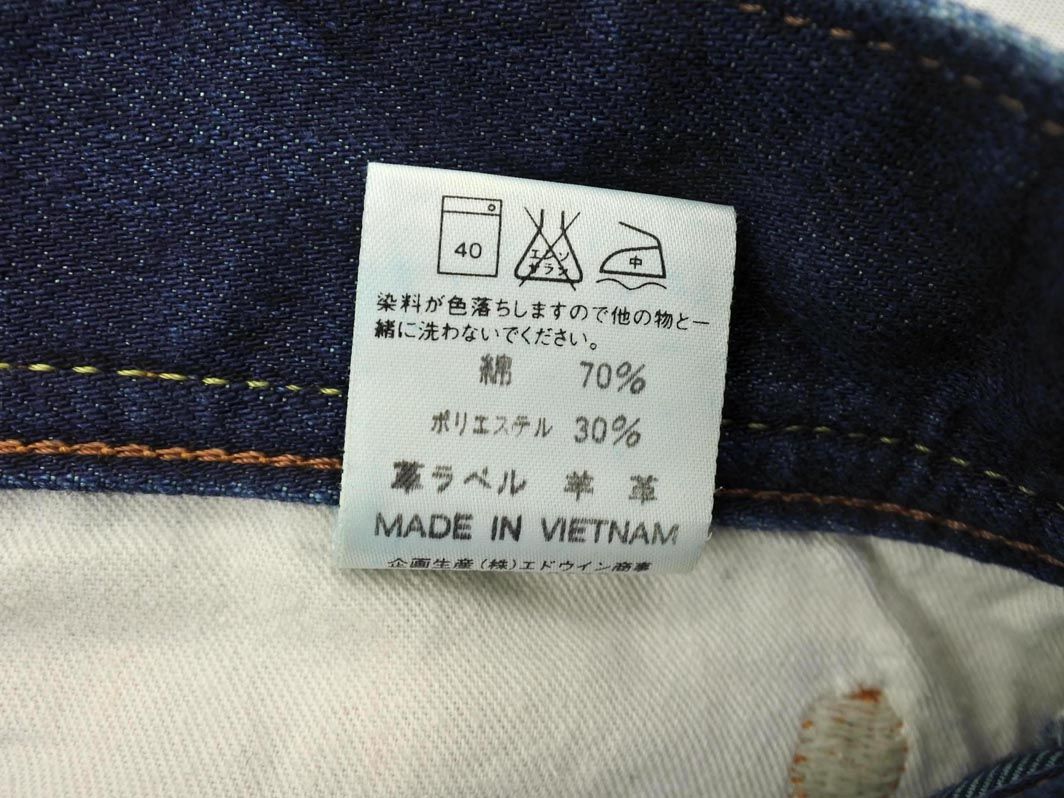 40
エンソ
サラシ
中
染料が色落ちしますので他の物と一
緒に洗わないでください。
綿 70%
ポリエステル 30%
革ラベル 羊革
MADE IN VIETNAM
企画生産(株)エドウイン商事